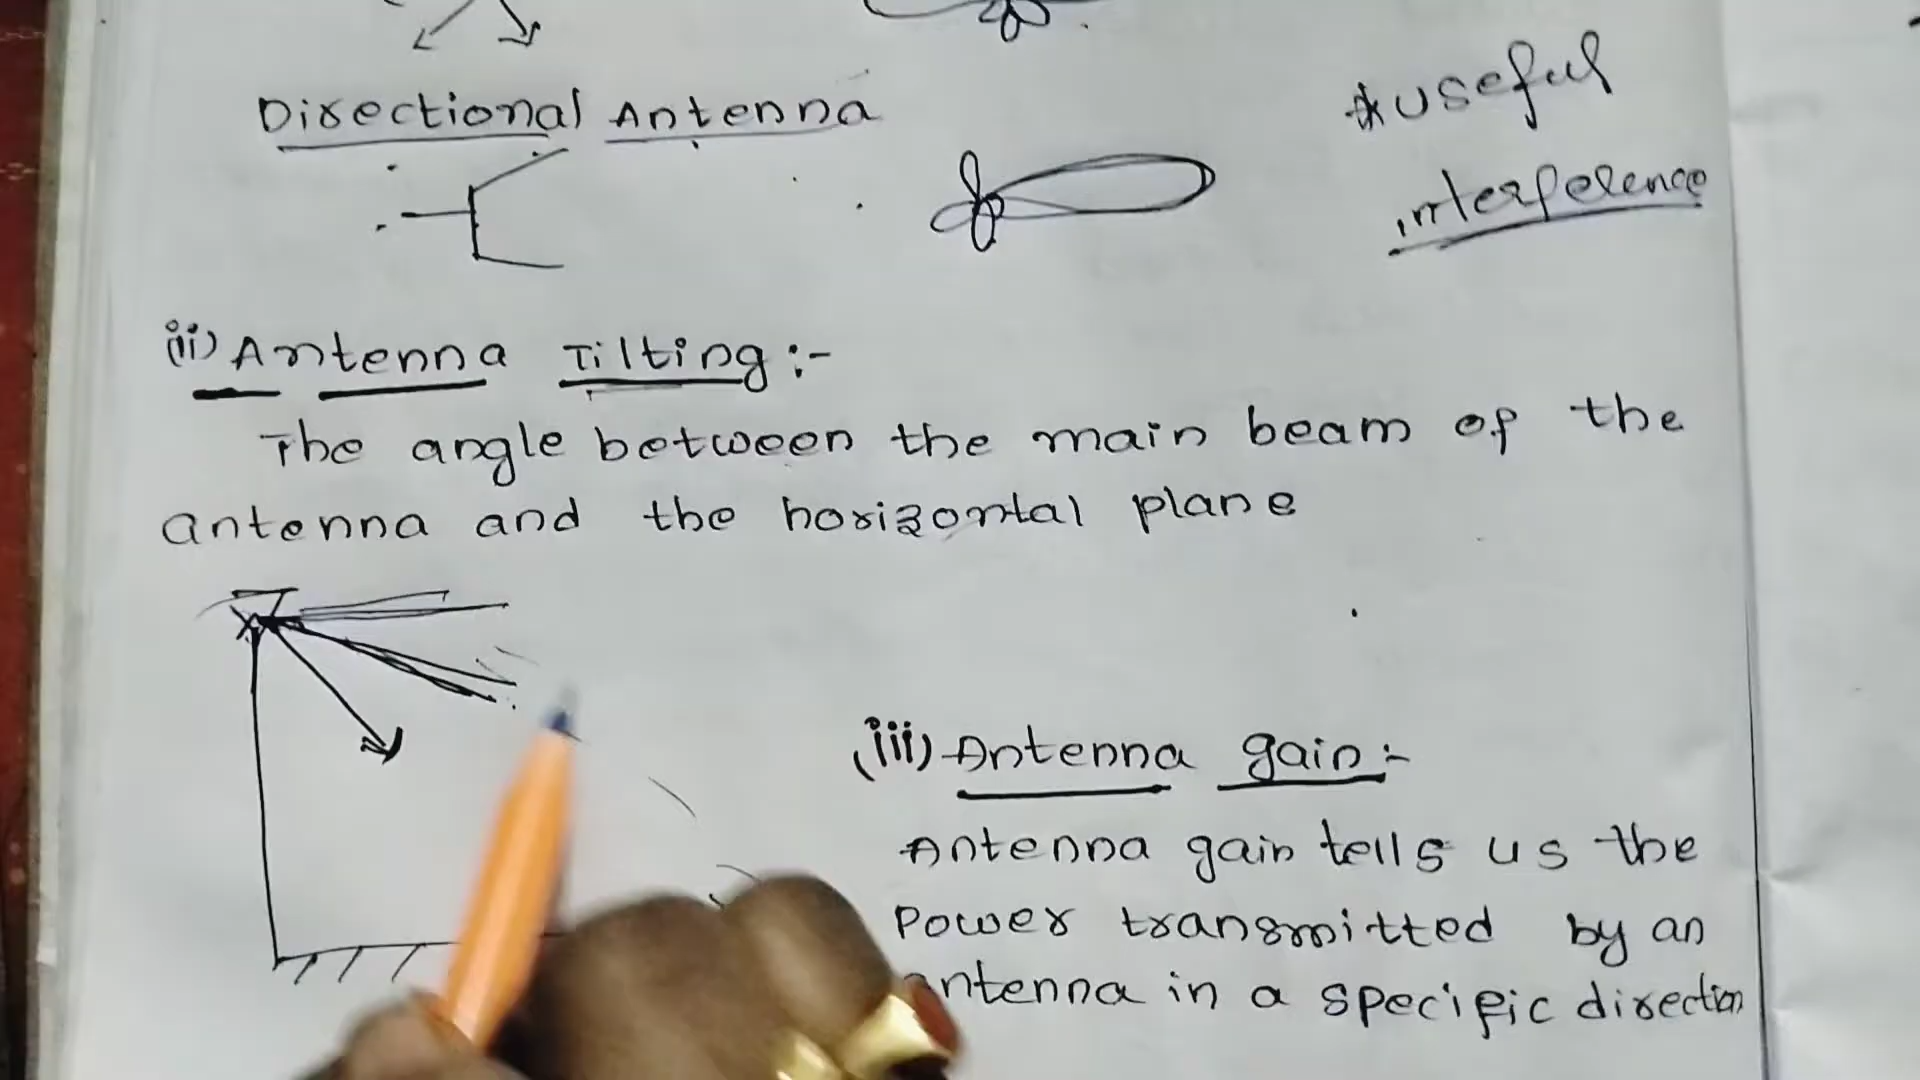 Directional Antenna
*useful
interference
(ii) Antenna Tilting:-
The angle between the main beam of the
antenna and the horizontal plane
(iii) Antenna gain:-
Antenna gain tells us the
power transmitted by an
antenna in a specific direction